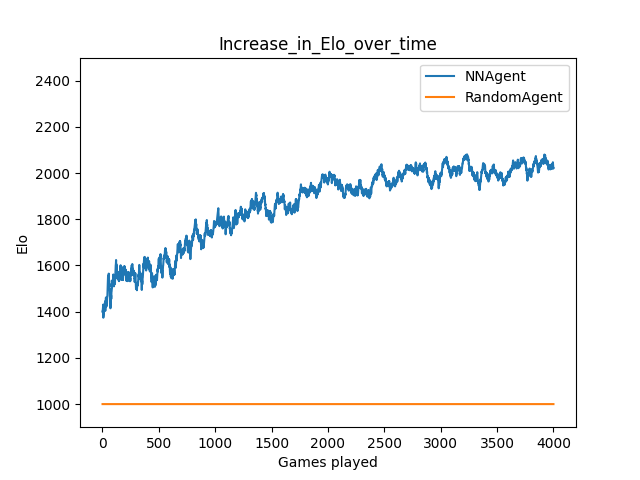 Increase_in_Elo_over_time
NNAgent
RandomAgent
2400
2200
2000
1800
1600
1400
1200
1000
Elo
0 500 1000 1500 2000 2500 3000 3500 4000
Games played